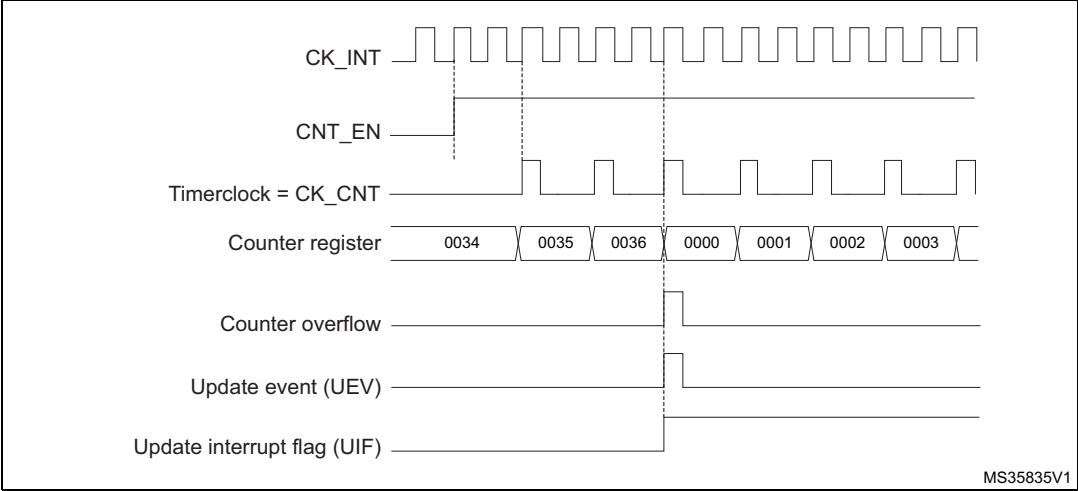 CK_INT
CNT_EN
Timerclock = CK_CNT
Counter register 0034 0035 0036 0000 0001 0002 0003
Counter overflow
Update event (UEV)
Update interrupt flag (UIF)
MS35835V1